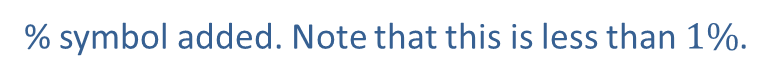 % symbol added. Note that this is less than 1%.